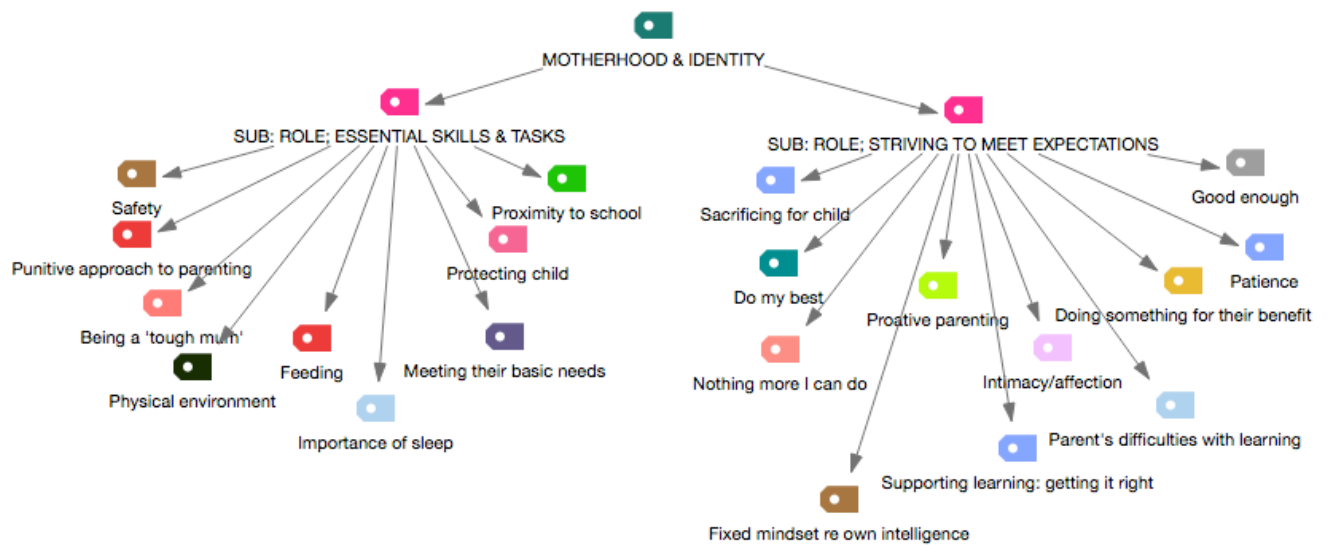 MOTHERHOOD & IDENTITY
SUB: ROLE; ESSENTIAL SKILLS & TASKS
Safety
Proximity to school
Punitive approach to parenting
Protecting child
Being a 'tough mum'
Feeding
Meeting their basic needs
Physical environment
Importance of sleep
SUB: ROLE; STRIVING TO MEET EXPECTATIONS
Good enough
Sacrificing for child
Patience
Do my best
Proative parenting
Doing something for their benefit
Nothing more I can do
Intimacy/affection
Parent's difficulties with learning
Supporting learning: getting it right
Fixed mindset re own intelligence